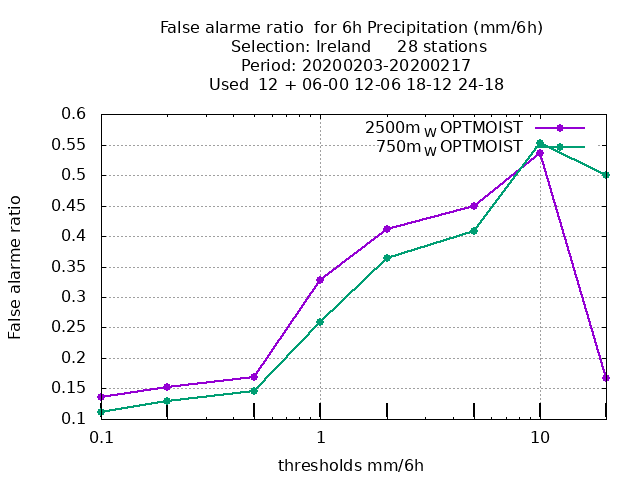 False alarme ratio  for 6h Precipitation (mm/6h)
Selection: Ireland     28 stations
Period: 20200203-20200217
Used  12 + 06-00 12-06 18-12 24-18
2500m W OPTMOIST
750m W OPTMOIST
0.6
0.55
0.5
0.45
0.4
0.35
0.3
0.25
0.2
0.15
0.1
False alarme ratio
0.1 1 10
thresholds mm/6h